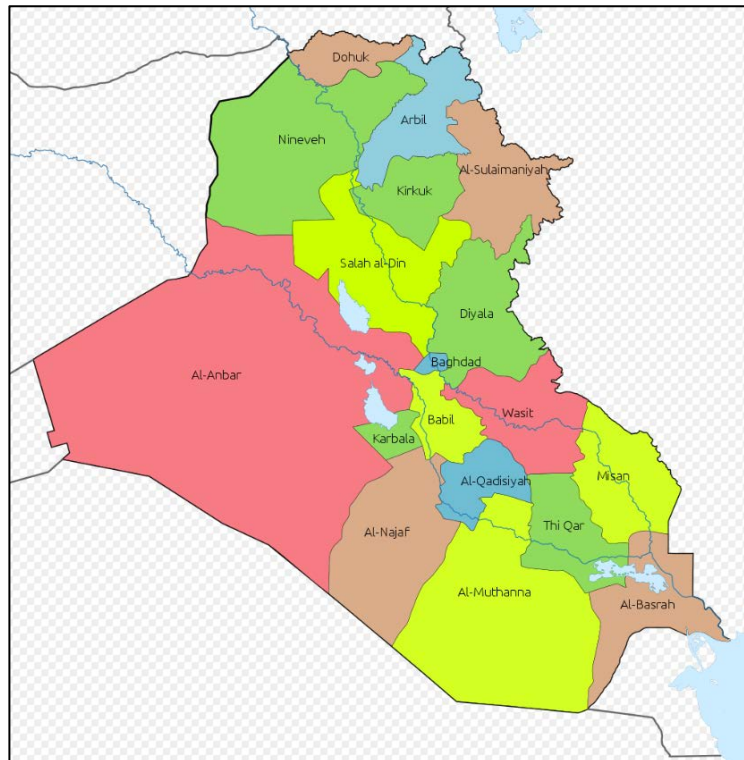 Dohuk
Arbil
Nineveh
Al-Sulaimaniyah
Kirkuk
Salah al-Din
Diyala
Baghdad
Al-Anbar
Wasit
Babil
Karbala
Misan
Al-Qadisiyah
Thi Qar
Al-Najaf
Al-Muthanna
Al-Basrah